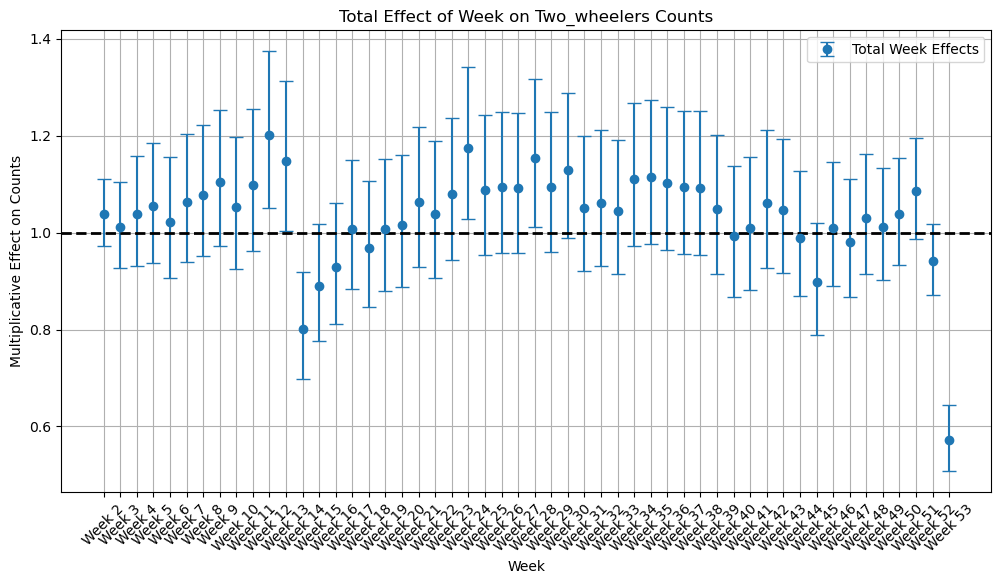 Total Effect of Week on Two_wheelers Counts
Total Week Effects
Multiplicative Effect on Counts
1.4
1.2
1.0
0.8
0.6
Week 2
Week 3
Week 4
Week 5
Week 6
Week 7
Week 8
Week 9
Week 10
Week 11
Week 12
Week 13
Week 14
Week 15
Week 16
Week 17
Week 18
Week 19
Week 20
Week 21
Week 22
Week 23
Week 24
Week 25
Week 26
Week 27
Week 28
Week 29
Week 30
Week 31
Week 32
Week 33
Week 34
Week 35
Week 36
Week 37
Week 38
Week 39
Week 40
Week 41
Week 42
Week 43
Week 44
Week 45
Week 46
Week 47
Week 48
Week 49
Week 50
Week 51
Week 52
Week 53
Week